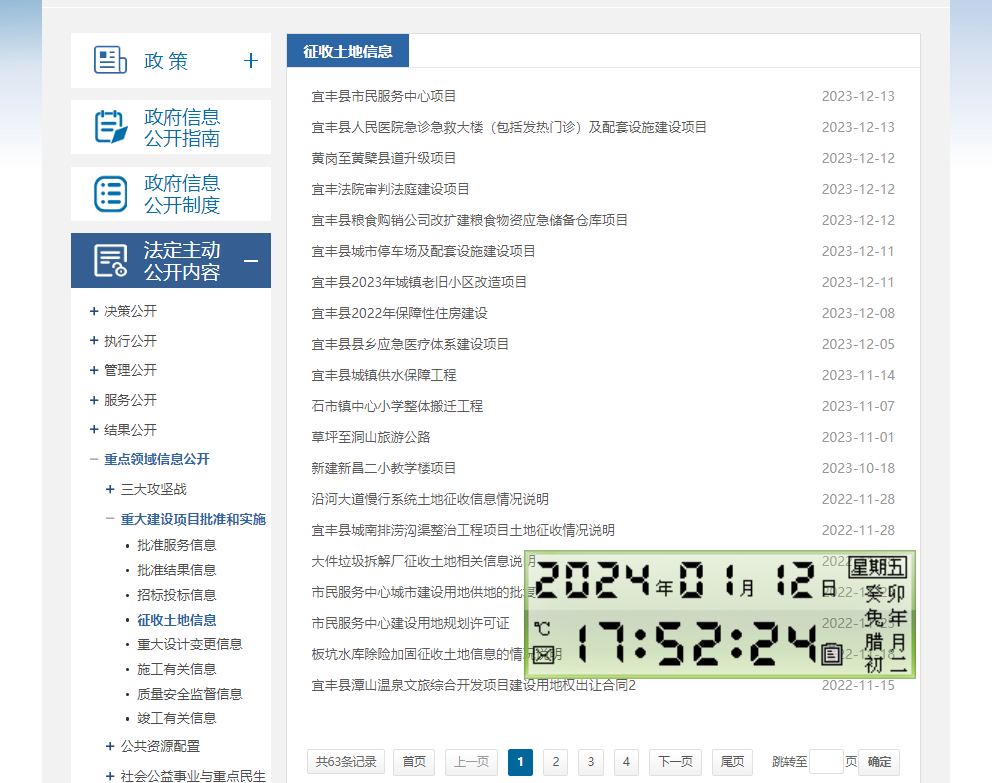 政 策 +
政府信息
公开指南
政府信息
公开制度
法定主动
公开内容
+ 决策公开
+ 执行公开
+ 管理公开
+ 服务公开
+ 结果公开
重点领域信息公开
+ 三大攻坚战
重大建设项目批准和实施
· 批准服务信息
· 批准结果信息
· 招标投标信息
· 征收土地信息
· 重大设计变更信息
· 施工有关信息
· 质量安全监督信息
· 竣工有关信息
+ 公共资源配置
+ 社会公益事业与重点民生
征收土地信息
宜丰县市民服务中心项目 2023-12-13
宜丰县人民医院急诊急救大楼（包括发热门诊）及配套设施建设项目 2023-12-13
黄岗至黄檗县道升级项目 2023-12-12
宜丰法院审判法庭建设项目 2023-12-12
宜丰县粮食购销公司改扩建粮食物资应急储备仓库项目 2023-12-12
宜丰县城市停车场及配套设施建设项目 2023-12-11
宜丰县2023年城镇老旧小区改造项目 2023-12-11
宜丰县2022年保障性住房建设 2023-12-08
宜丰县县乡应急医疗体系建设项目 2023-12-05
宜丰县城镇供水保障工程 2023-11-14
石市镇中心小学整体搬迁工程 2023-11-07
草坪至洞山旅游公路 2023-11-01
新建新昌二小教学楼项目 2023-10-18
沿河大道慢行系统土地征收信息情况说明 2022-11-28
宜丰县城南排涝沟渠整治工程项目土地征收情况说明 2022-11-28
大件垃圾拆解厂征收土地相关信息说明
市民服务中心城市建设用地供地的批
市民服务中心建设用地规划许可证
板坑水库除险加固征收土地信息的情况说明
宜丰县潭山温泉文旅综合开发项目建设用地权出让合同2 2022-11-15
2024年01月12日 星期五
℃ 17:52:24
癸卯
兔年
腊月
初二
共63条记录 首页 上一页 1 2 3 4 下一页 尾页 跳转至 页 确定